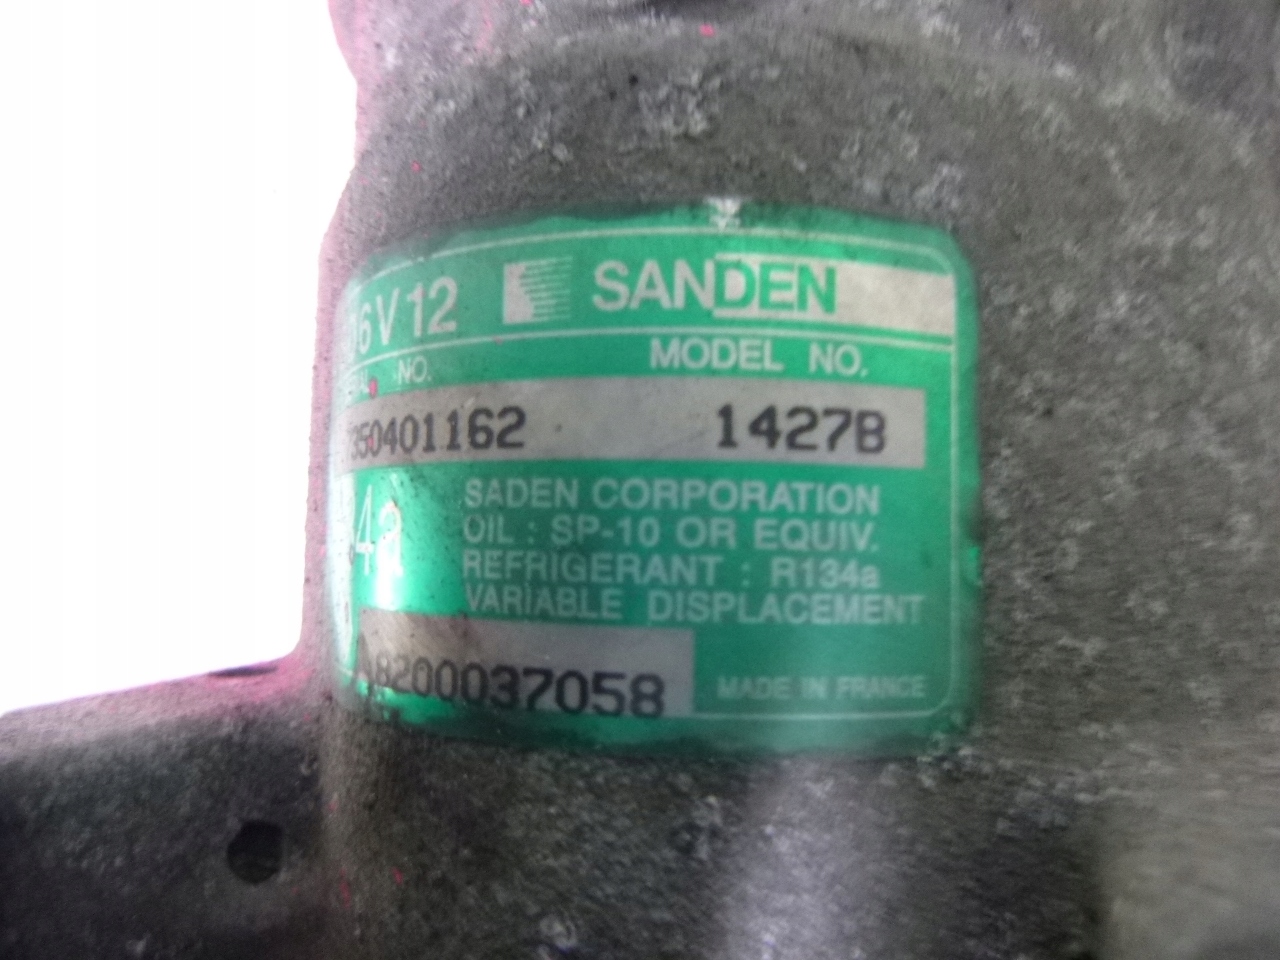 6V12 SANDEN
NO. MODEL NO.
350401162 1427B
4a
SADEN CORPORATION
OIL : SP-10 OR EQUIV.
REFRIGERANT : R134a
VARIABLE DISPLACEMENT
8200037058 MADE IN FRANCE